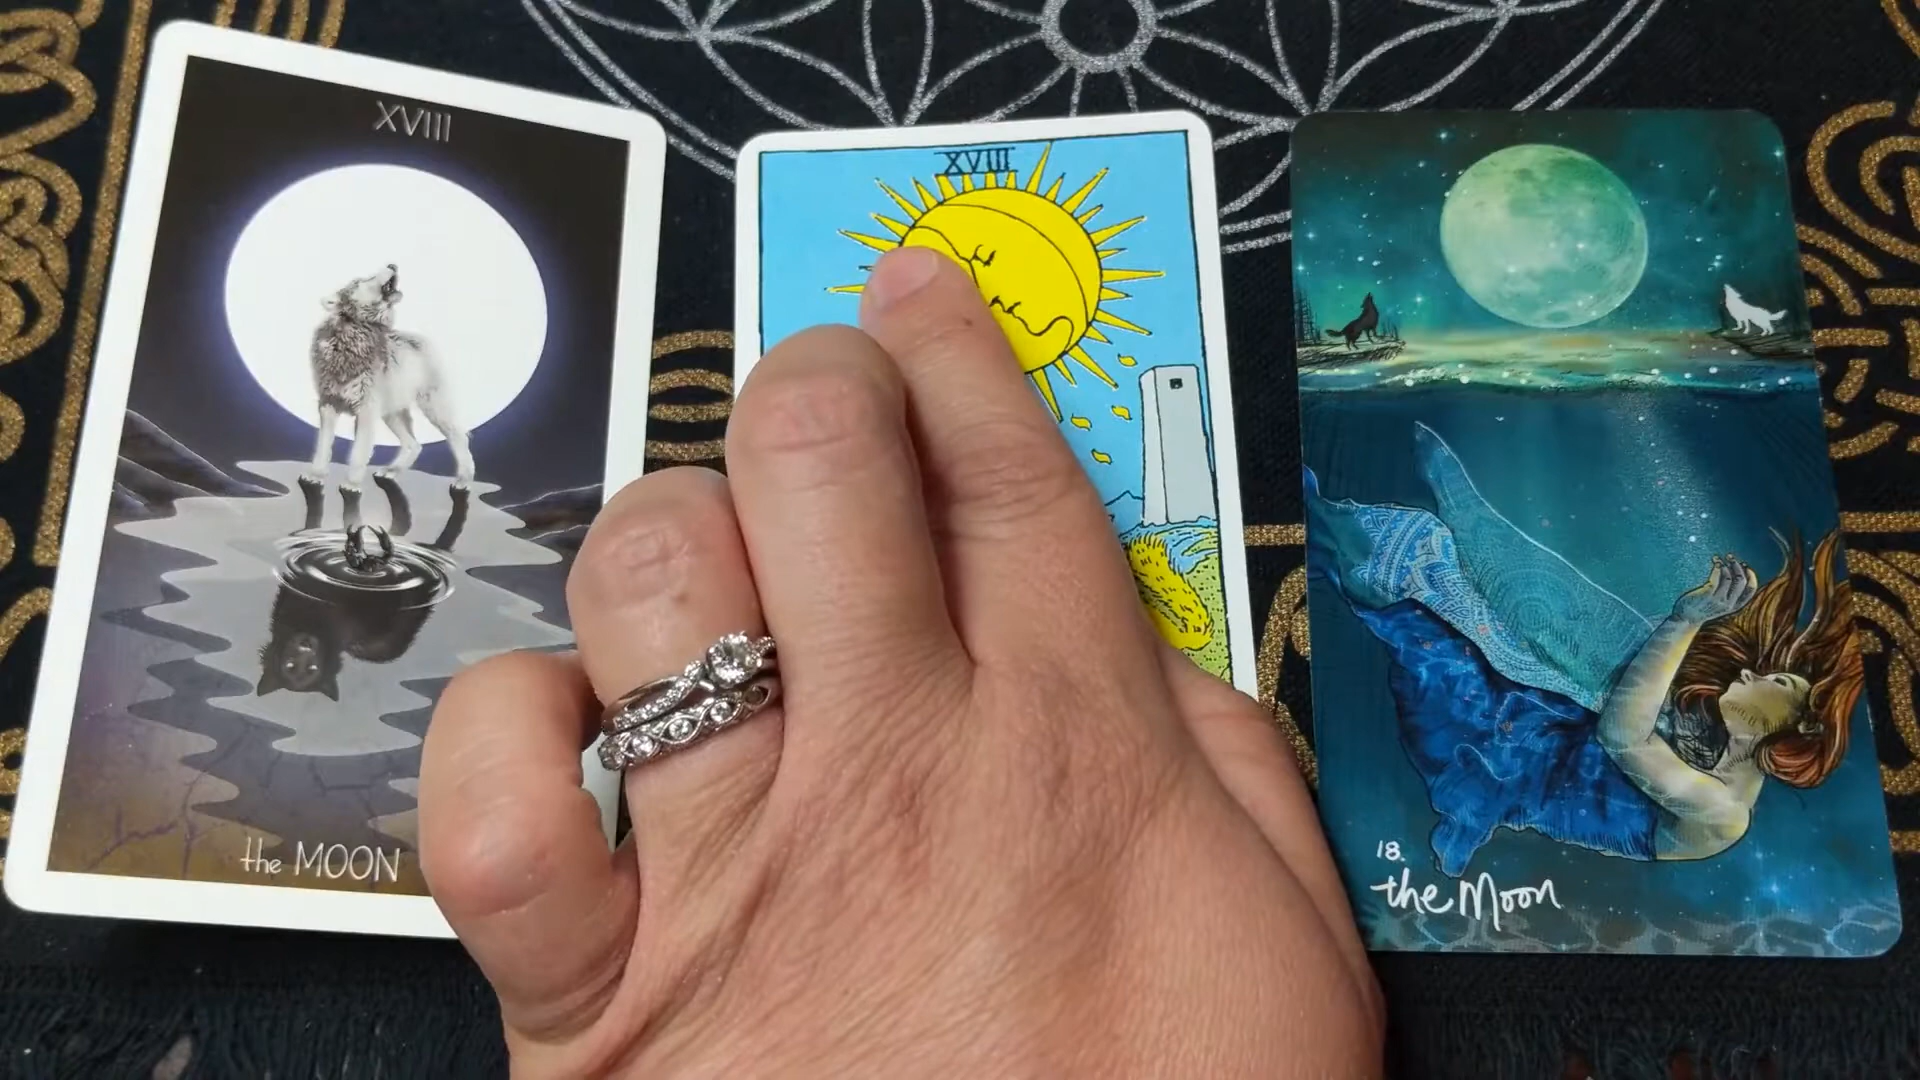 XVIII
the MOON
XVIII
18.
the Moon